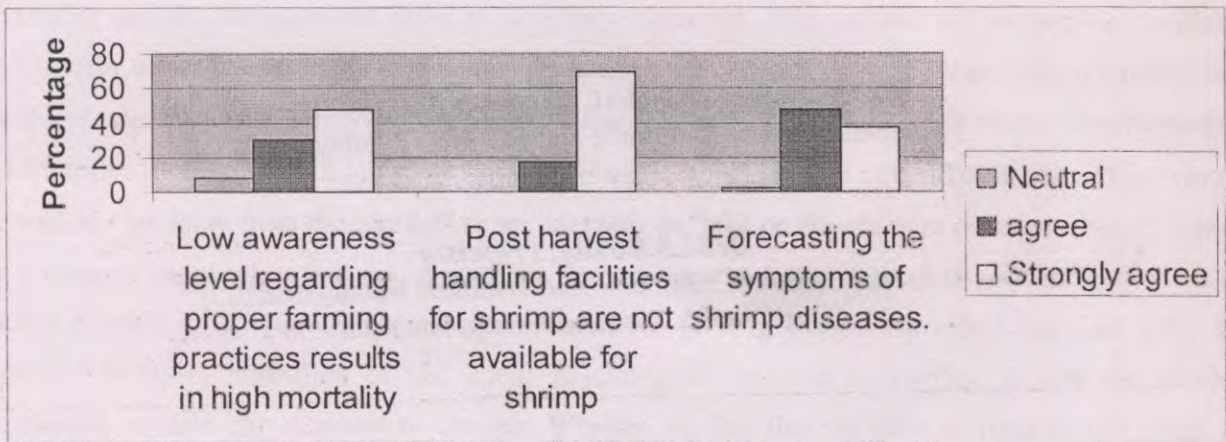 Percentage
80
60
40
20
0
Low awareness
level regarding
proper farming
practices results
in high mortality
Post harvest
handling facilities
for shrimp are not
available for
shrimp
Forecasting the
symptoms of
shrimp diseases.
Neutral
agree
Strongly agree